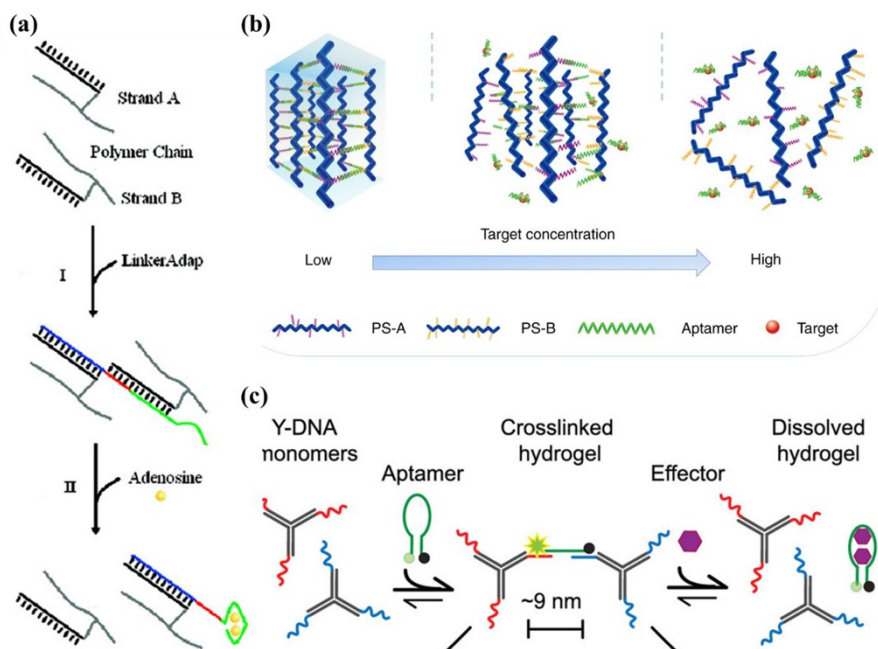 (a)
Strand A
Polymer Chain
Strand B
I
LinkerAdap
II
Adenosine
(b)
Target concentration
Low
High
PS-A
PS-B
Aptamer
Target
(c)
Y-DNA
monomers
Aptamer
Crosslinked
hydrogel
~9 nm
Effector
Dissolved
hydrogel